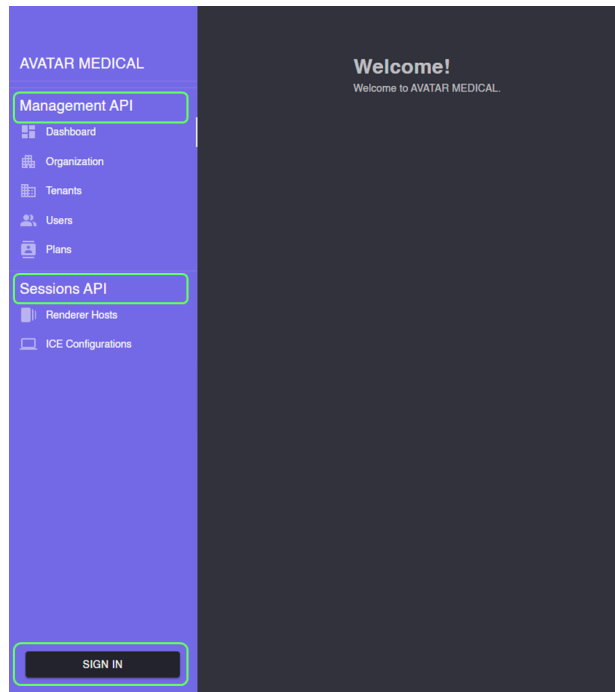 AVATAR MEDICAL
Management API
Dashboard
Organization
Tenants
Users
Plans
Sessions API
Renderer Hosts
ICE Configurations
SIGN IN
Welcome!
Welcome to AVATAR MEDICAL.